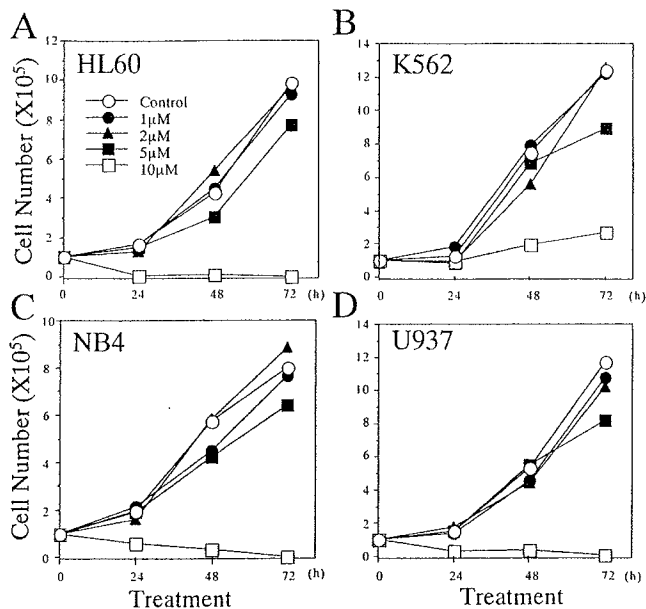 A
HL60
Cell Number (X10⁵)
12
10
8
6
4
2
0
Control
1μM
2μM
5μM
10μM
0 24 48 72 (h)
B
K562
14
12
10
8
6
4
2
0
0 24 48 72 (h)
C
NB4
Cell Number (X10⁵)
10
8
6
4
2
0
0 24 48 72 (h)
Treatment
D
U937
14
12
10
8
6
4
2
0
0 24 48 72 (h)
Treatment